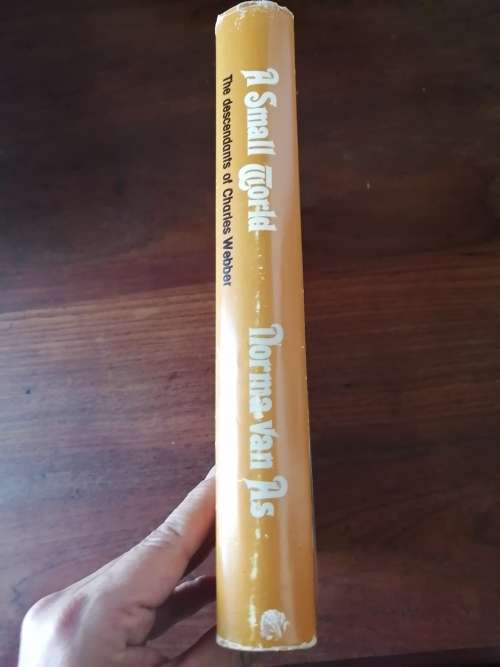 A Small World
The descendants of Charles Webber
Norma van As